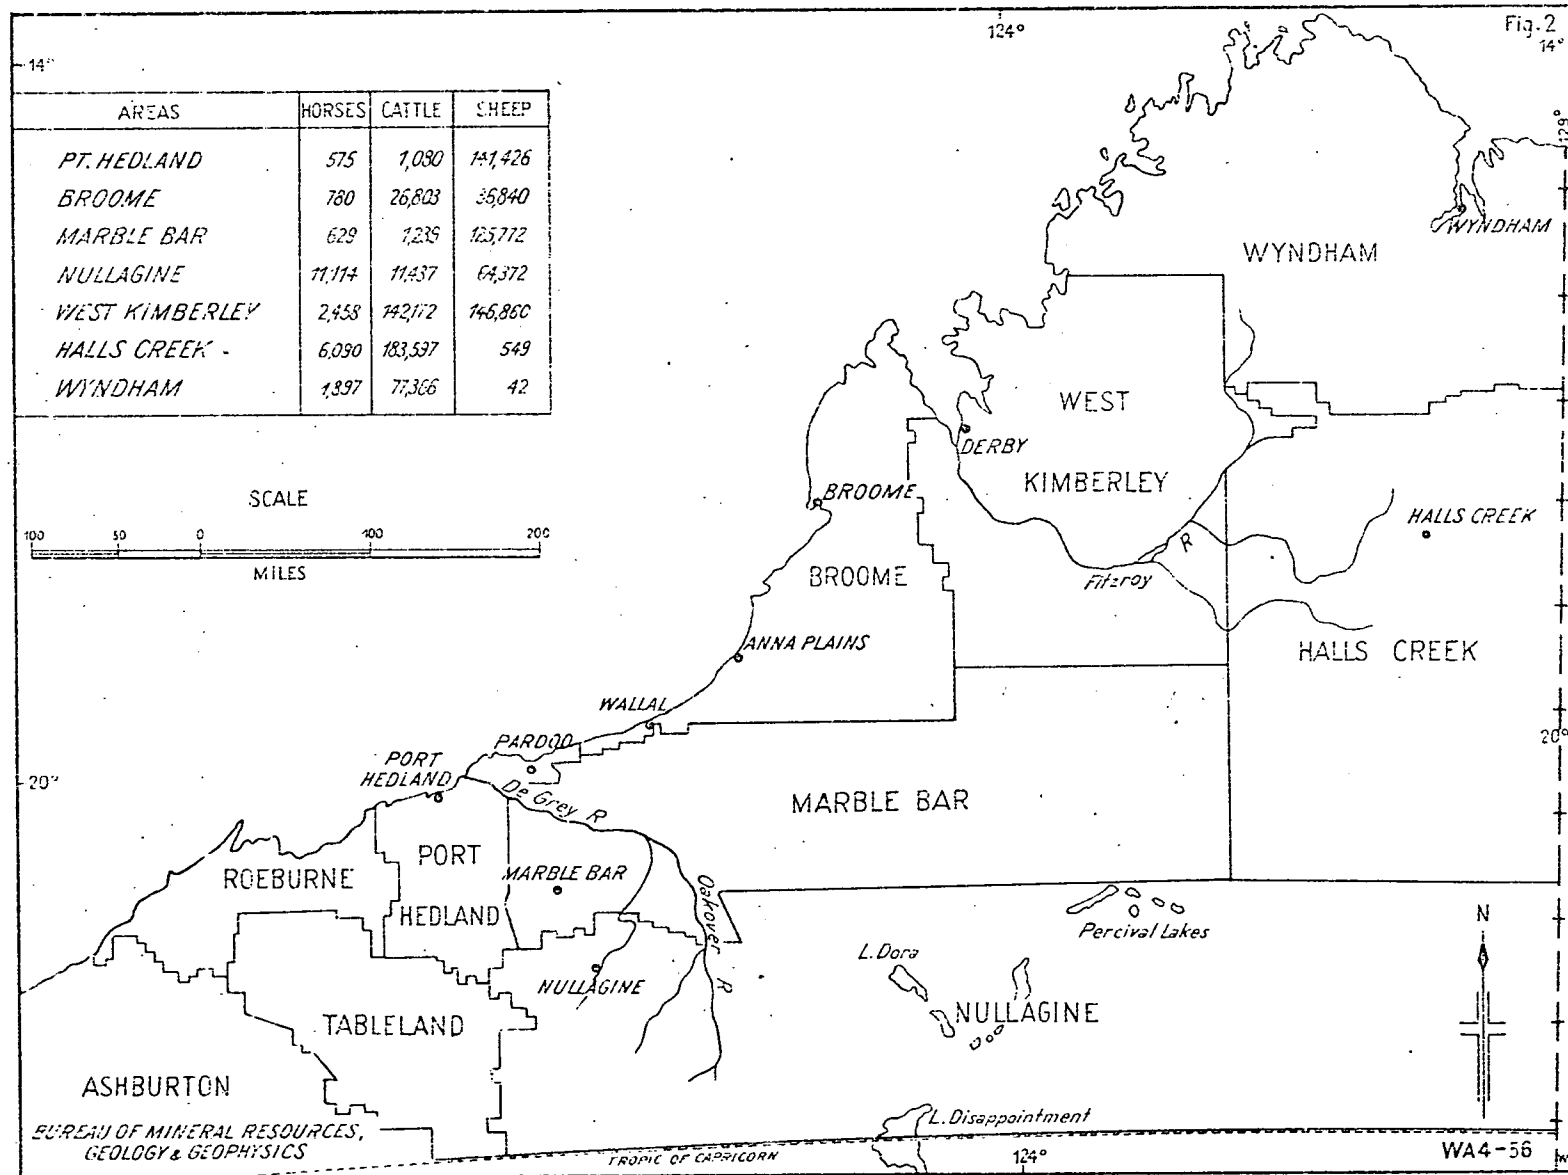 Fig. 2
124°
14°
14°
129°
AREAS HORSES CATTLE SHEEP
PT. HEDLAND 575 1,080 141,426
BROOME 780 26,803 36,840
MARBLE BAR 629 1,239 125,772
NULLAGINE 11,114 11,437 64,372
WEST KIMBERLEY 2,458 142,172 146,860
HALLS CREEK 6,090 183,597 549
WYNDHAM 1,897 77,366 42
SCALE
100 50 0 100 200
MILES
WYNDHAM
WYNDHAM
WEST
KIMBERLEY
DERBY
BROOME
BROOME
HALLS CREEK
Fitzroy R
HALLS CREEK
ANNA PLAINS
WALLAL
PARDOO
PORT
HEDLAND
20°
20°
De Grey R
MARBLE BAR
PORT
HEDLAND
ROEBURNE
MARBLE BAR
Oakover R
Percival Lakes
N
L. Dora
NULLAGINE
NULLAGINE
TABLELAND
ASHBURTON
L. Disappointment
BUREAU OF MINERAL RESOURCES,
GEOLOGY & GEOPHYSICS
TROPIC OF CAPRICORN
124°
WA4-56